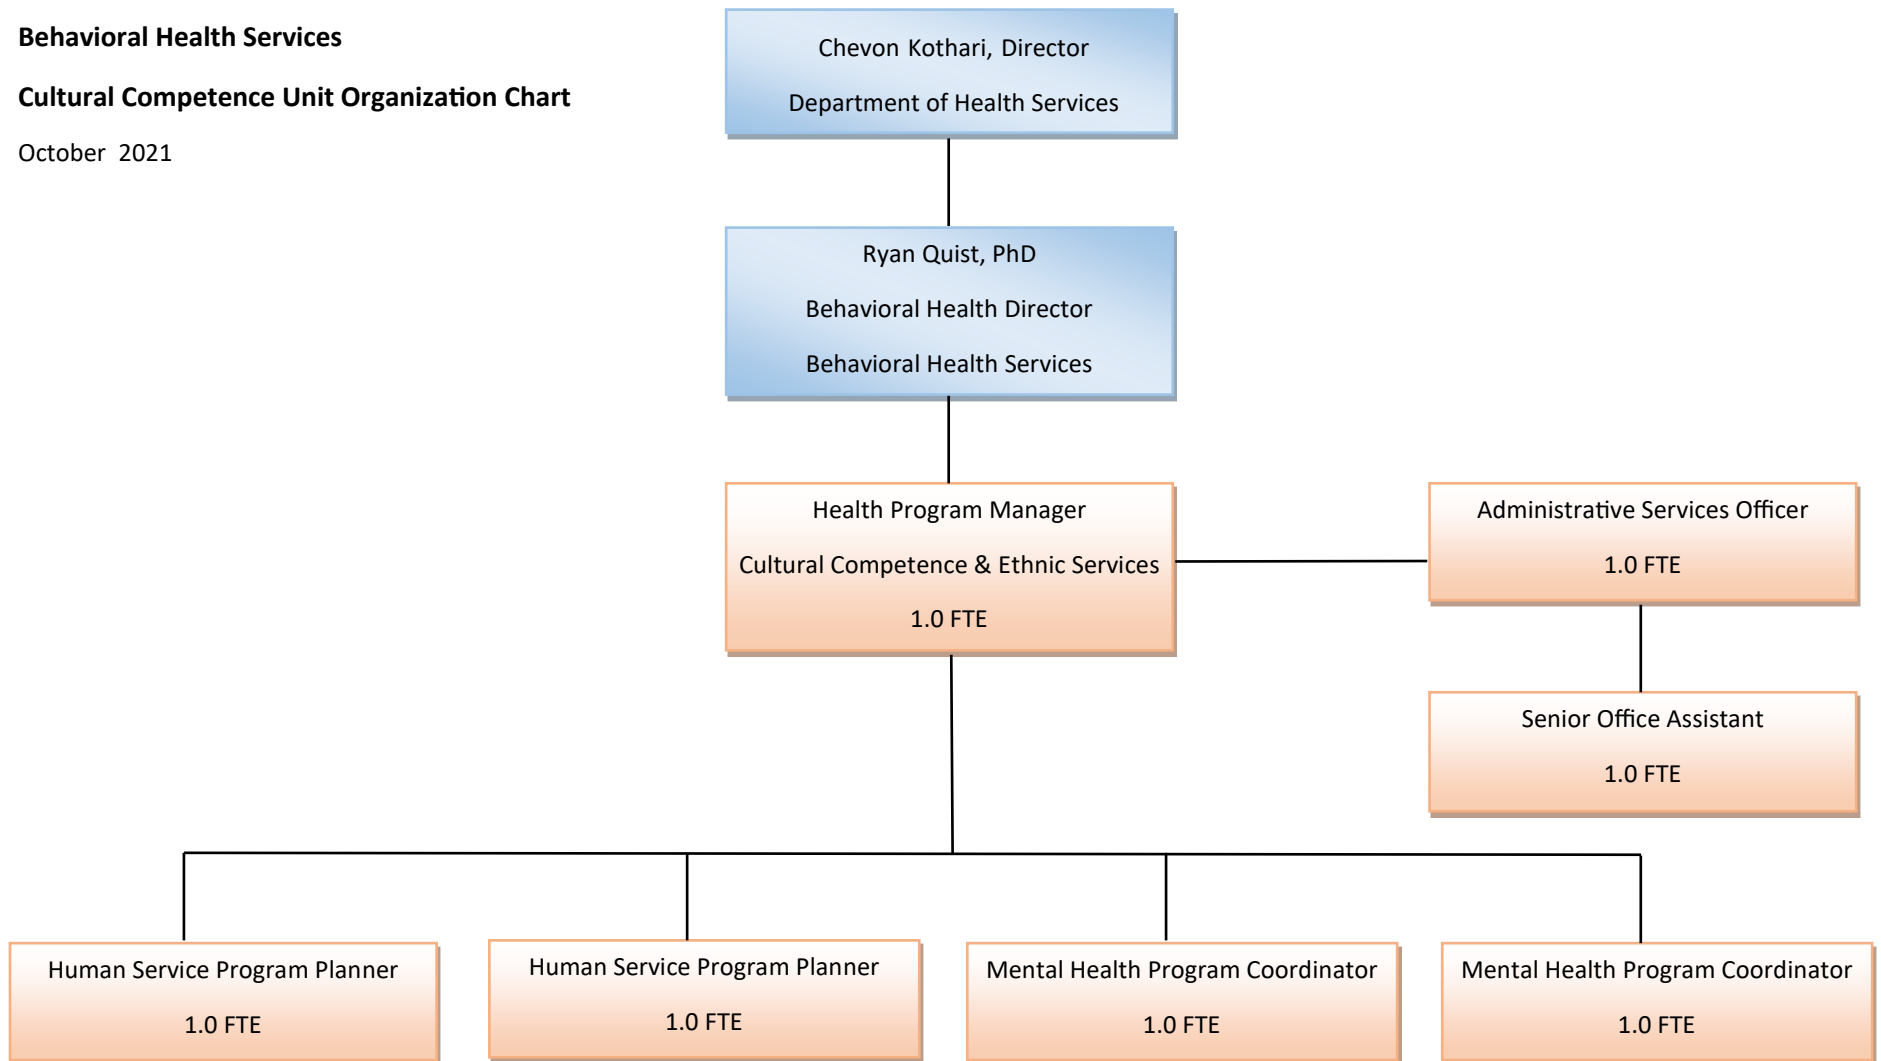 Behavioral Health Services
Cultural Competence Unit Organization Chart
October 2021
Chevon Kothari, Director
Department of Health Services
Ryan Quist, PhD
Behavioral Health Director
Behavioral Health Services
Health Program Manager
Cultural Competence & Ethnic Services
1.0 FTE
Administrative Services Officer
1.0 FTE
Senior Office Assistant
1.0 FTE
Human Service Program Planner
1.0 FTE
Human Service Program Planner
1.0 FTE
Mental Health Program Coordinator
1.0 FTE
Mental Health Program Coordinator
1.0 FTE